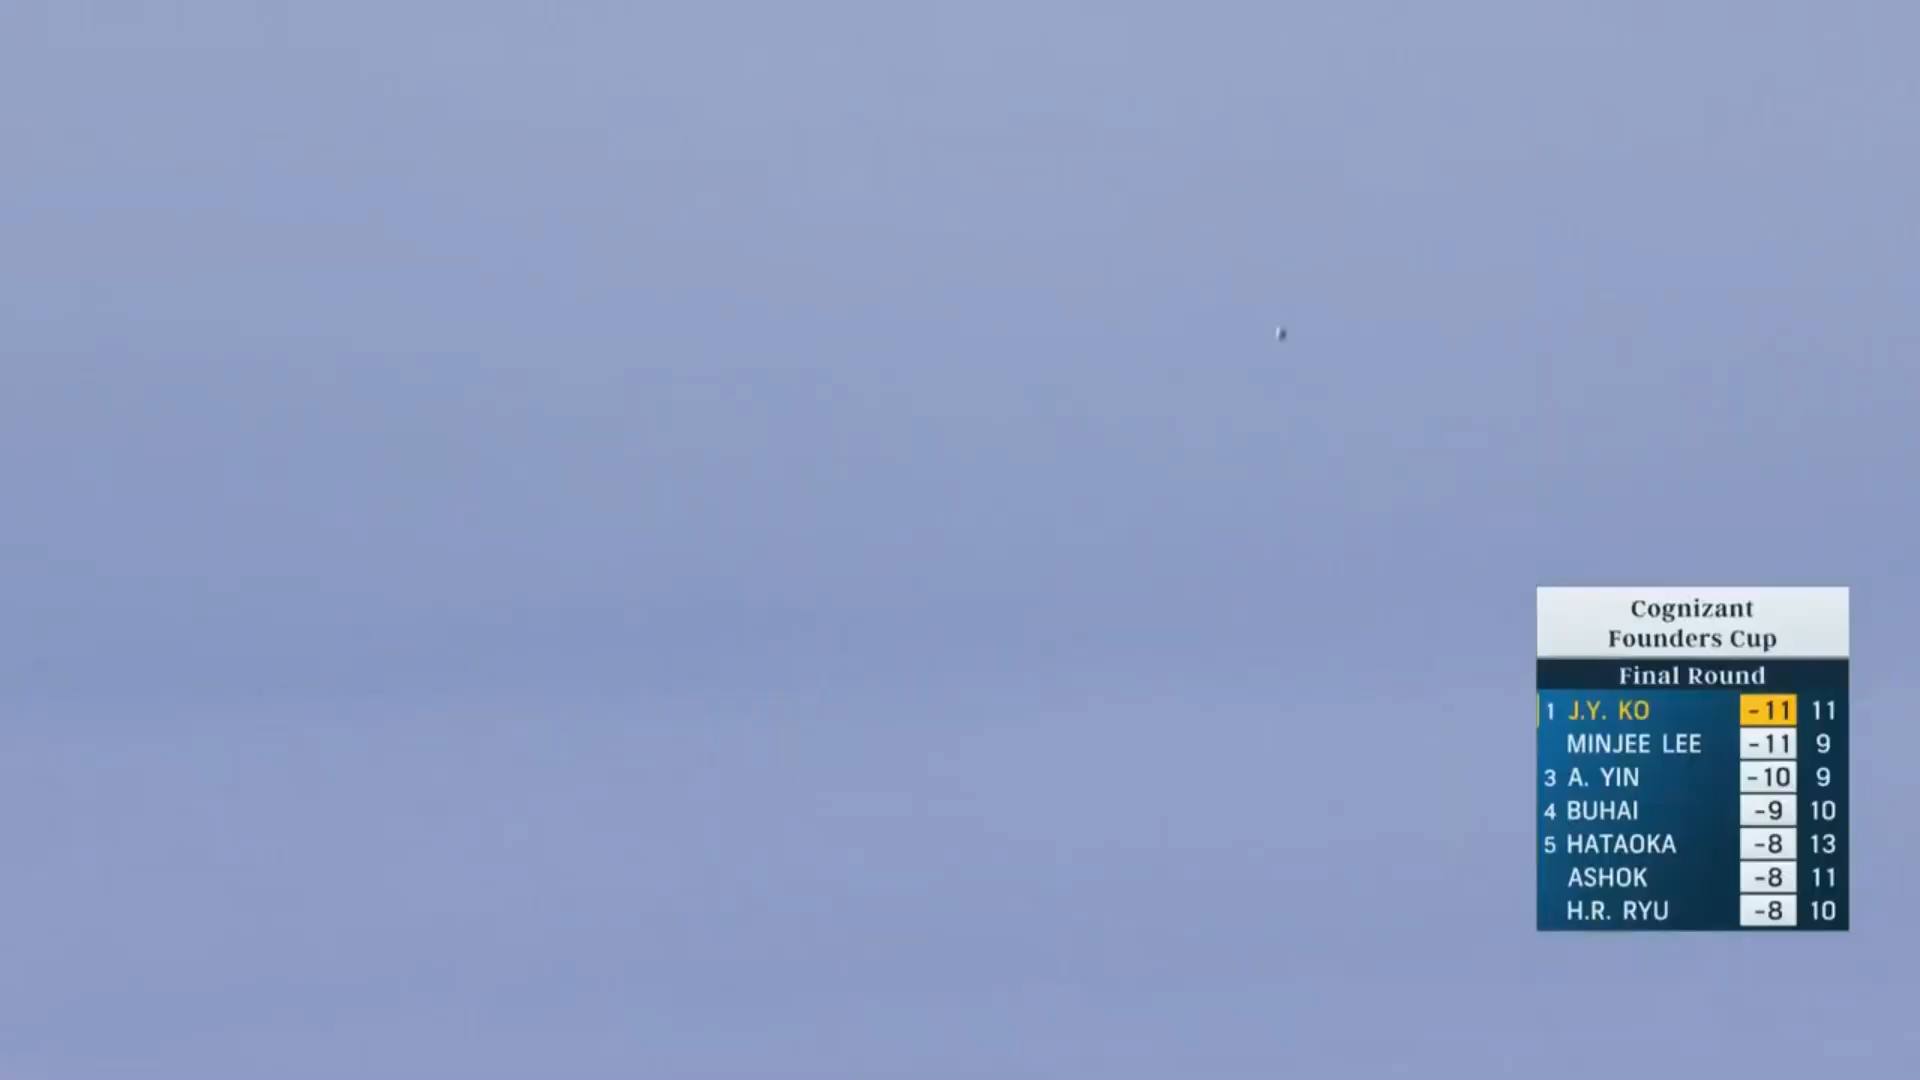 Cognizant
Founders Cup
Final Round
1 J.Y. KO -11 11
MINJEE LEE -11 9
3 A. YIN -10 9
4 BUHAI -9 10
5 HATAOKA -8 13
ASHOK -8 11
H.R. RYU -8 10